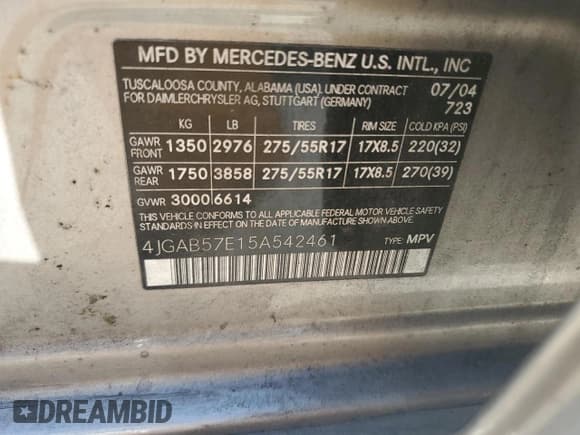 MFD BY MERCEDES-BENZ U.S. INTL., INC
TUSCALOOSA COUNTY, ALABAMA (USA). UNDER CONTRACT 07/04
FOR DAIMLERCHRYSLER AG, STUTTGART (GERMANY) 723
KG LB TIRES RIM SIZE COLD KPA (PSI)
GAWR FRONT 1350 2976 275/55R17 17X8.5 220(32)
GAWR REAR 1750 3858 275/55R17 17X8.5 270(39)
GVWR 3000 6614
THIS VEHICLE CONFORMS TO ALL APPLICABLE FEDERAL MOTOR VEHICLE SAFETY
STANDARDS IN EFFECT ON THE DATE OF MANUFACTURE SHOWN ABOVE.
4JGAB57E15A542461 TYPE: MPV
DREAMBID